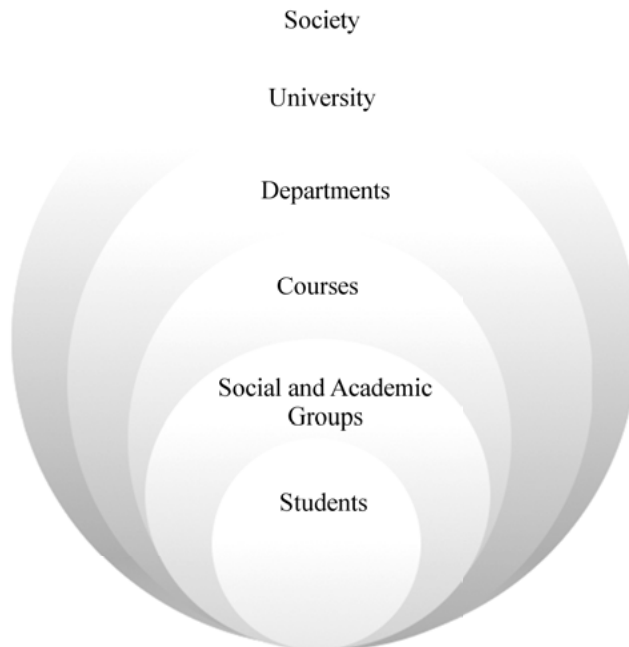 Society
University
Departments
Courses
Social and Academic
Groups
Students